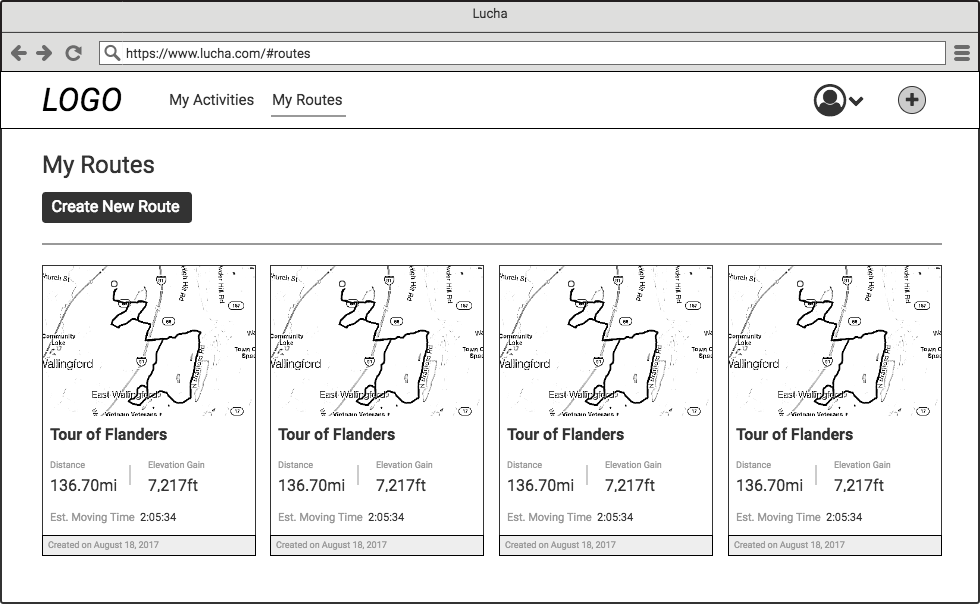 Lucha
https://www.lucha.com/#routes
LOGO My Activities My Routes
My Routes
Create New Route
East Wallingford
East Wallingford
East Wallingford
East Wallingford
Tour of Flanders Tour of Flanders Tour of Flanders Tour of Flanders
Distance Elevation Gain Distance Elevation Gain Distance Elevation Gain Distance Elevation Gain
136.70mi 7,217ft 136.70mi 7,217ft 136.70mi 7,217ft 136.70mi 7,217ft
Est. Moving Time 2:05:34 Est. Moving Time 2:05:34 Est. Moving Time 2:05:34 Est. Moving Time 2:05:34
Created on August 18, 2017 Created on August 18, 2017 Created on August 18, 2017 Created on August 18, 2017